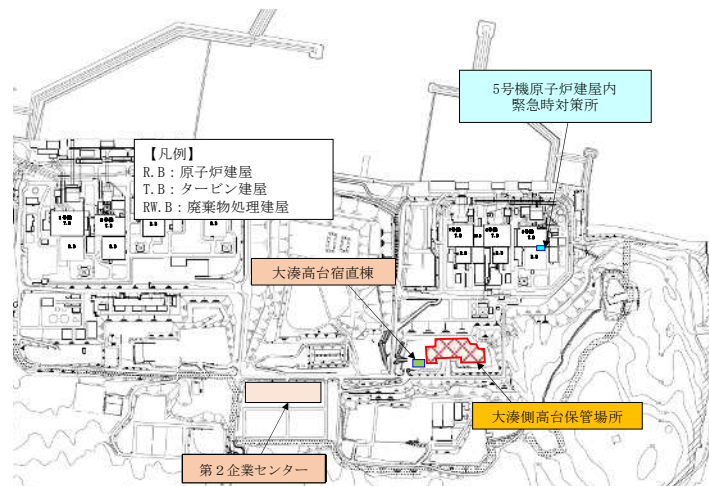 5号機原子炉建屋内
緊急時対策所
【凡例】
R.B：原子炉建屋
T.B：タービン建屋
RW.B：廃棄物処理建屋
大湊高台宿直棟
大湊側高台保管場所
第２企業センター